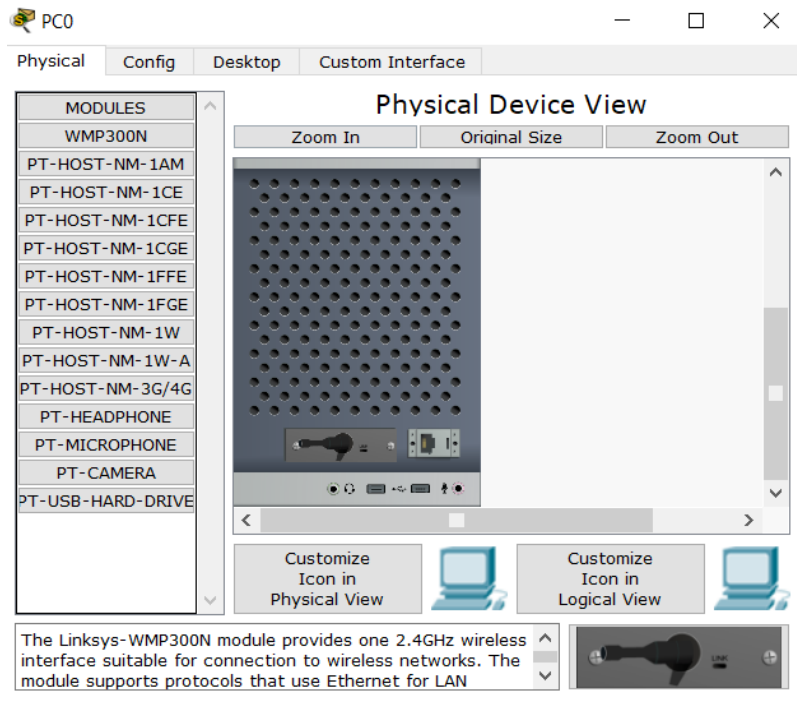 PC0
Physical Config Desktop Custom Interface
MODULES
WMP300N
PT-HOST-NM-1AM
PT-HOST-NM-1CE
PT-HOST-NM-1CFE
PT-HOST-NM-1CGE
PT-HOST-NM-1FFE
PT-HOST-NM-1FGE
PT-HOST-NM-1W
PT-HOST-NM-1W-A
PT-HOST-NM-3G/4G
PT-HEADPHONE
PT-MICROPHONE
PT-CAMERA
PT-USB-HARD-DRIVE
Physical Device View
Zoom In Original Size Zoom Out
Customize
Icon in
Physical View
Customize
Icon in
Logical View
The Linksys-WMP300N module provides one 2.4GHz wireless
interface suitable for connection to wireless networks. The
module supports protocols that use Ethernet for LAN
LINK